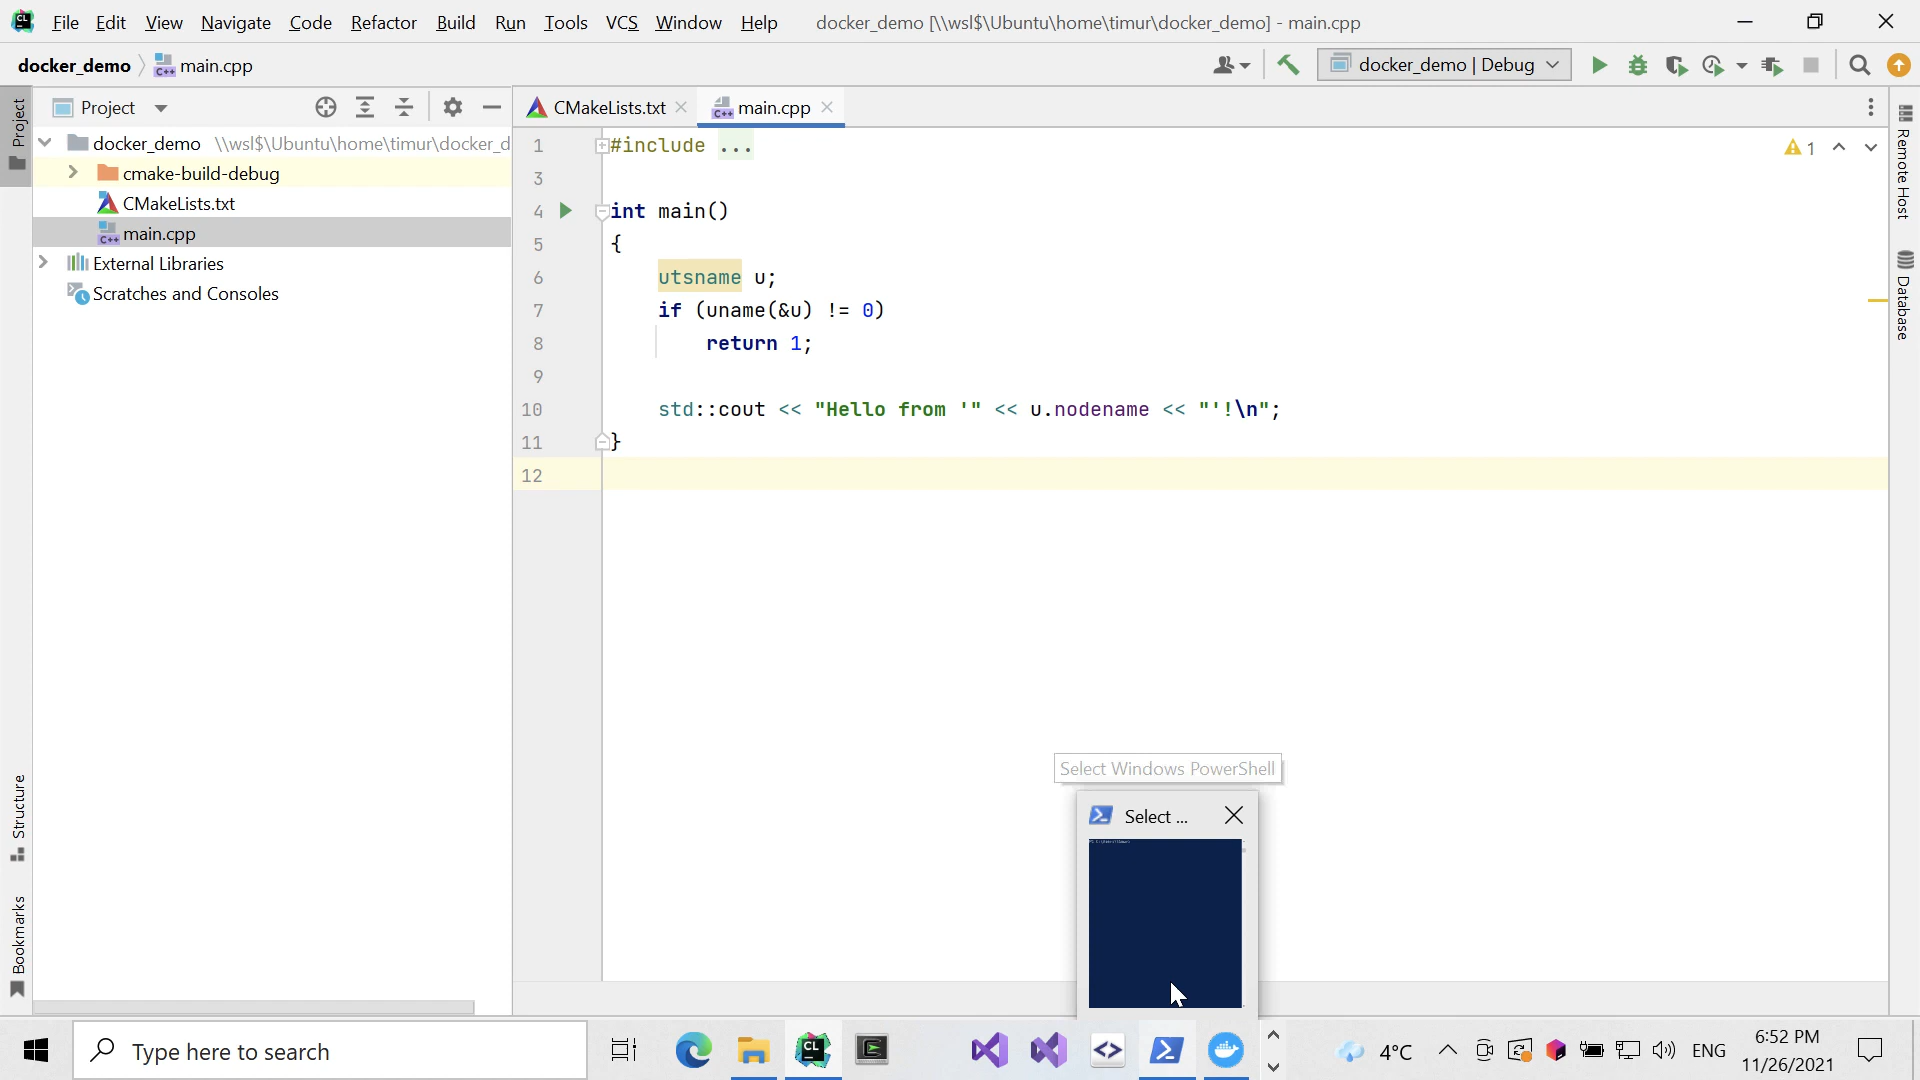 File Edit View Navigate Code Refactor Build Run Tools VCS Window Help docker_demo [\\wsl$\Ubuntu\home\timur\docker_demo] - main.cpp
docker_demo main.cpp docker_demo | Debug
Project CMakeLists.txt main.cpp
Project
docker_demo \\wsl$\Ubuntu\home\timur\docker_d
cmake-build-debug
CMakeLists.txt
main.cpp
External Libraries
Scratches and Consoles
1 #include ...
3
4 int main()
5 {
6 utsname u;
7 if (uname(&u) != 0)
8 return 1;
9
10 std::cout << "Hello from '" << u.nodename << "'!\n";
11 }
12
1
Remote Host
Database
Structure
Bookmarks
Select Windows PowerShell
Select ...
Type here to search
4°C
ENG
6:52 PM
11/26/2021